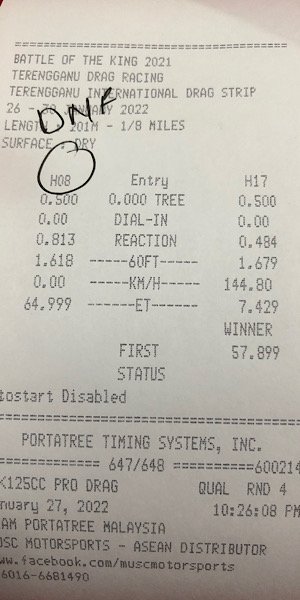 BATTLE OF THE KING 2021
TERENGGANU DRAG RACING
TERENGGANU INTERNATIONAL DRAG STRIP
26 - 30 JANUARY 2022
DNF
LENGTH : 201M - 1/8 MILES
SURFACE : DRY
H08 Entry H17
0.500 0.000 TREE 0.500
0.00 DIAL-IN 0.00
0.813 REACTION 0.484
1.618 -----60FT----- 1.679
0.00 -----KM/H----- 144.80
64.999 ------ET------ 7.429
WINNER
FIRST 57.899
STATUS
tostart Disabled
PORTATREE TIMING SYSTEMS, INC.
========== 647/648 ===========600214
K125CC PRO DRAG QUAL RND 4
nuary 27, 2022 10:26:08 PM
AM PORTATREE MALAYSIA
USC MOTORSPORTS - ASEAN DISTRIBUTOR
ww.facebook.com/muscmotorsports
6016-6681490